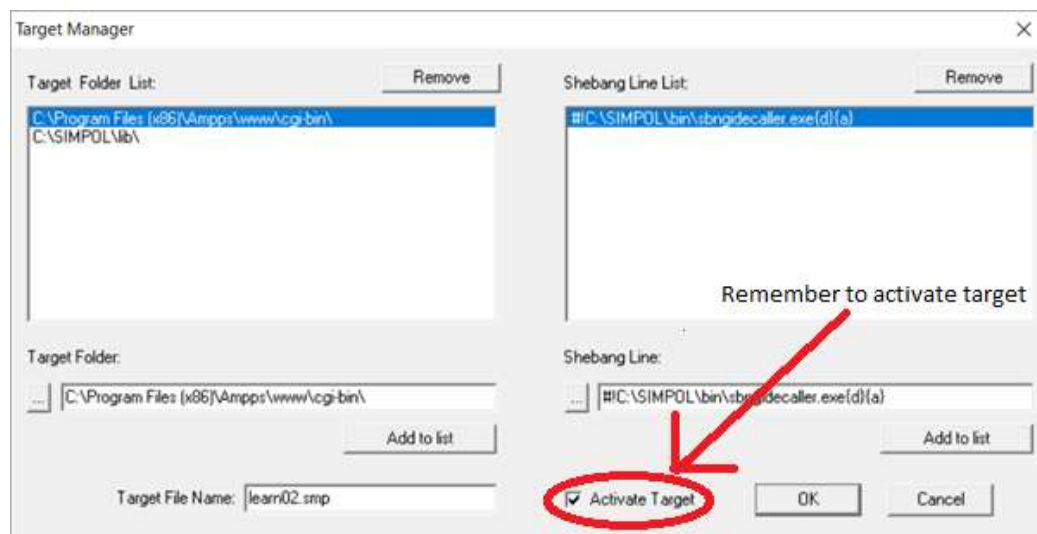 Target Manager
Target Folder List:
Remove
C:\Program Files (x86)\Ampps\www\cgi-bin\
C:\SIMPOL\lib\
Shebang Line List:
Remove
#!C:\SIMPOL\bin\sbngidecaller.exe{d}{a}
Remember to activate target
Target Folder:
... C:\Program Files (x86)\Ampps\www\cgi-bin\
Add to list
Shebang Line:
... #!C:\SIMPOL\bin\sbngidecaller.exe{d}{a}
Add to list
Target File Name: learn02.smp
Activate Target
OK
Cancel